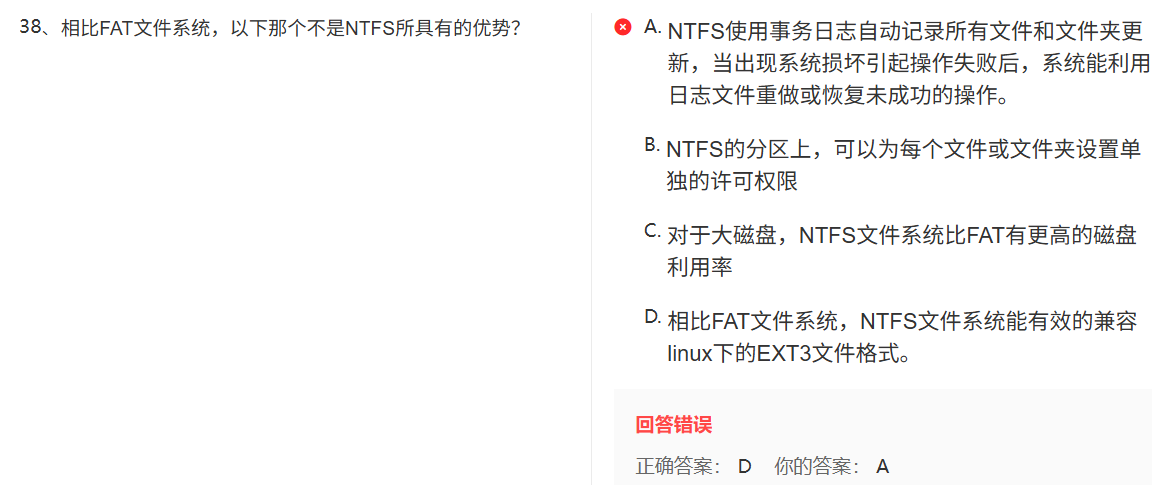 38、相比FAT文件系统，以下那个不是NTFS所具有的优势？
A. NTFS使用事务日志自动记录所有文件和文件夹更
新，当出现系统损坏引起操作失败后，系统能利用
日志文件重做或恢复未成功的操作。
B. NTFS的分区上，可以为每个文件或文件夹设置单
独的许可权限
C. 对于大磁盘，NTFS文件系统比FAT有更高的磁盘
利用率
D. 相比FAT文件系统，NTFS文件系统能有效的兼容
linux下的EXT3文件格式。
回答错误
正确答案： D 你的答案： A